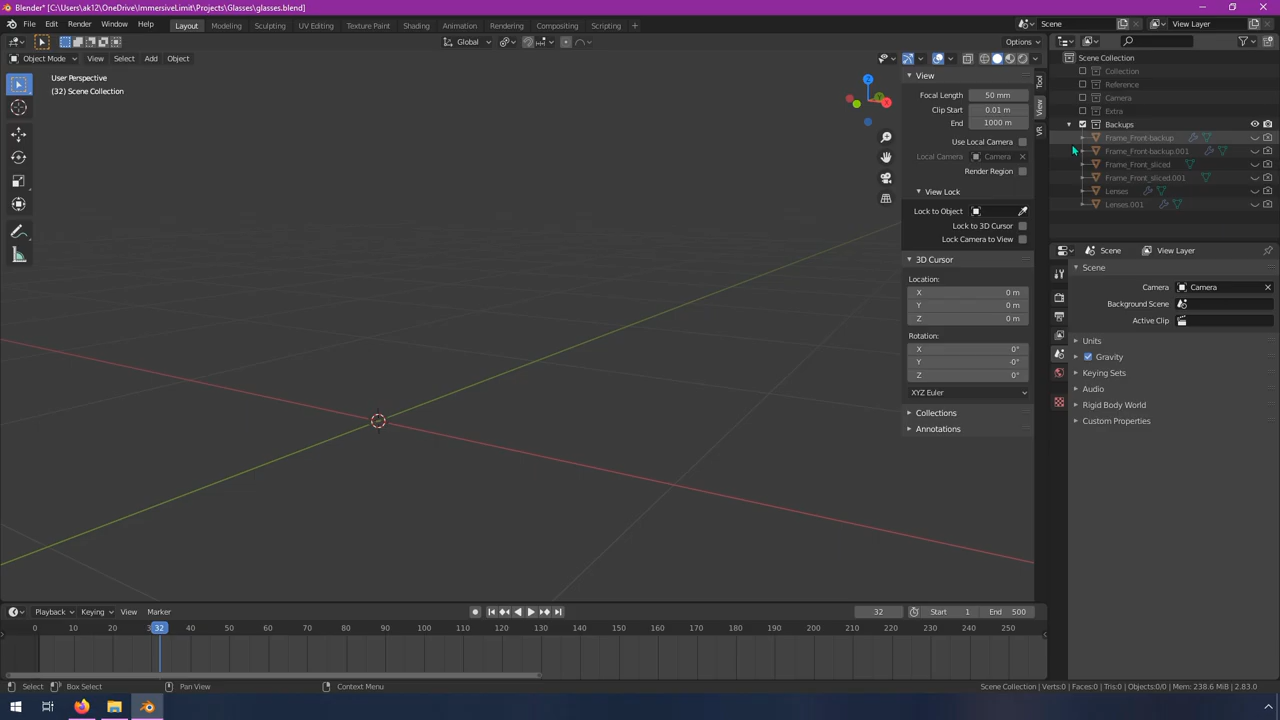 Blender* [C:\Users\ak12\OneDrive\ImmersiveLimit\Projects\Glasses\glasses.blend]
File Edit Render Window Help Layout Modeling Sculpting UV Editing Texture Paint Shading Animation Rendering Compositing Scripting + Scene View Layer
Global Options
Object Mode View Select Add Object
User Perspective
(32) Scene Collection
Z
X
Y
View
Focal Length 50 mm
Clip Start 0.01 m
End 1000 m
Use Local Camera
Local Camera Camera
Render Region
View Lock
Lock to Object
Lock to 3D Cursor
Lock Camera to View
3D Cursor
Location:
X 0 m
Y 0 m
Z 0 m
Rotation:
X 0°
Y -0°
Z 0°
XYZ Euler
Collections
Annotations
Tool
View
VR
Scene Collection
Collection
Reference
Camera
Extra
Backups
Frame_Front-backup
Frame_Front-backup.001
Frame_Front_sliced
Frame_Front_sliced.001
Lenses
Lenses.001
Scene View Layer
Scene
Camera Camera
Background Scene
Active Clip
Units
Gravity
Keying Sets
Audio
Rigid Body World
Custom Properties
Playback Keying View Marker 32 Start 1 End 500
0 10 20 32 40 50 60 70 80 90 100 110 120 130 140 150 160 170 180 190 200 210 220 230 240 250
Select Box Select Pan View Context Menu Scene Collection | Verts:0 | Faces:0 | Tris:0 | Objects:0/0 | Mem: 238.6 MiB | 2.83.0